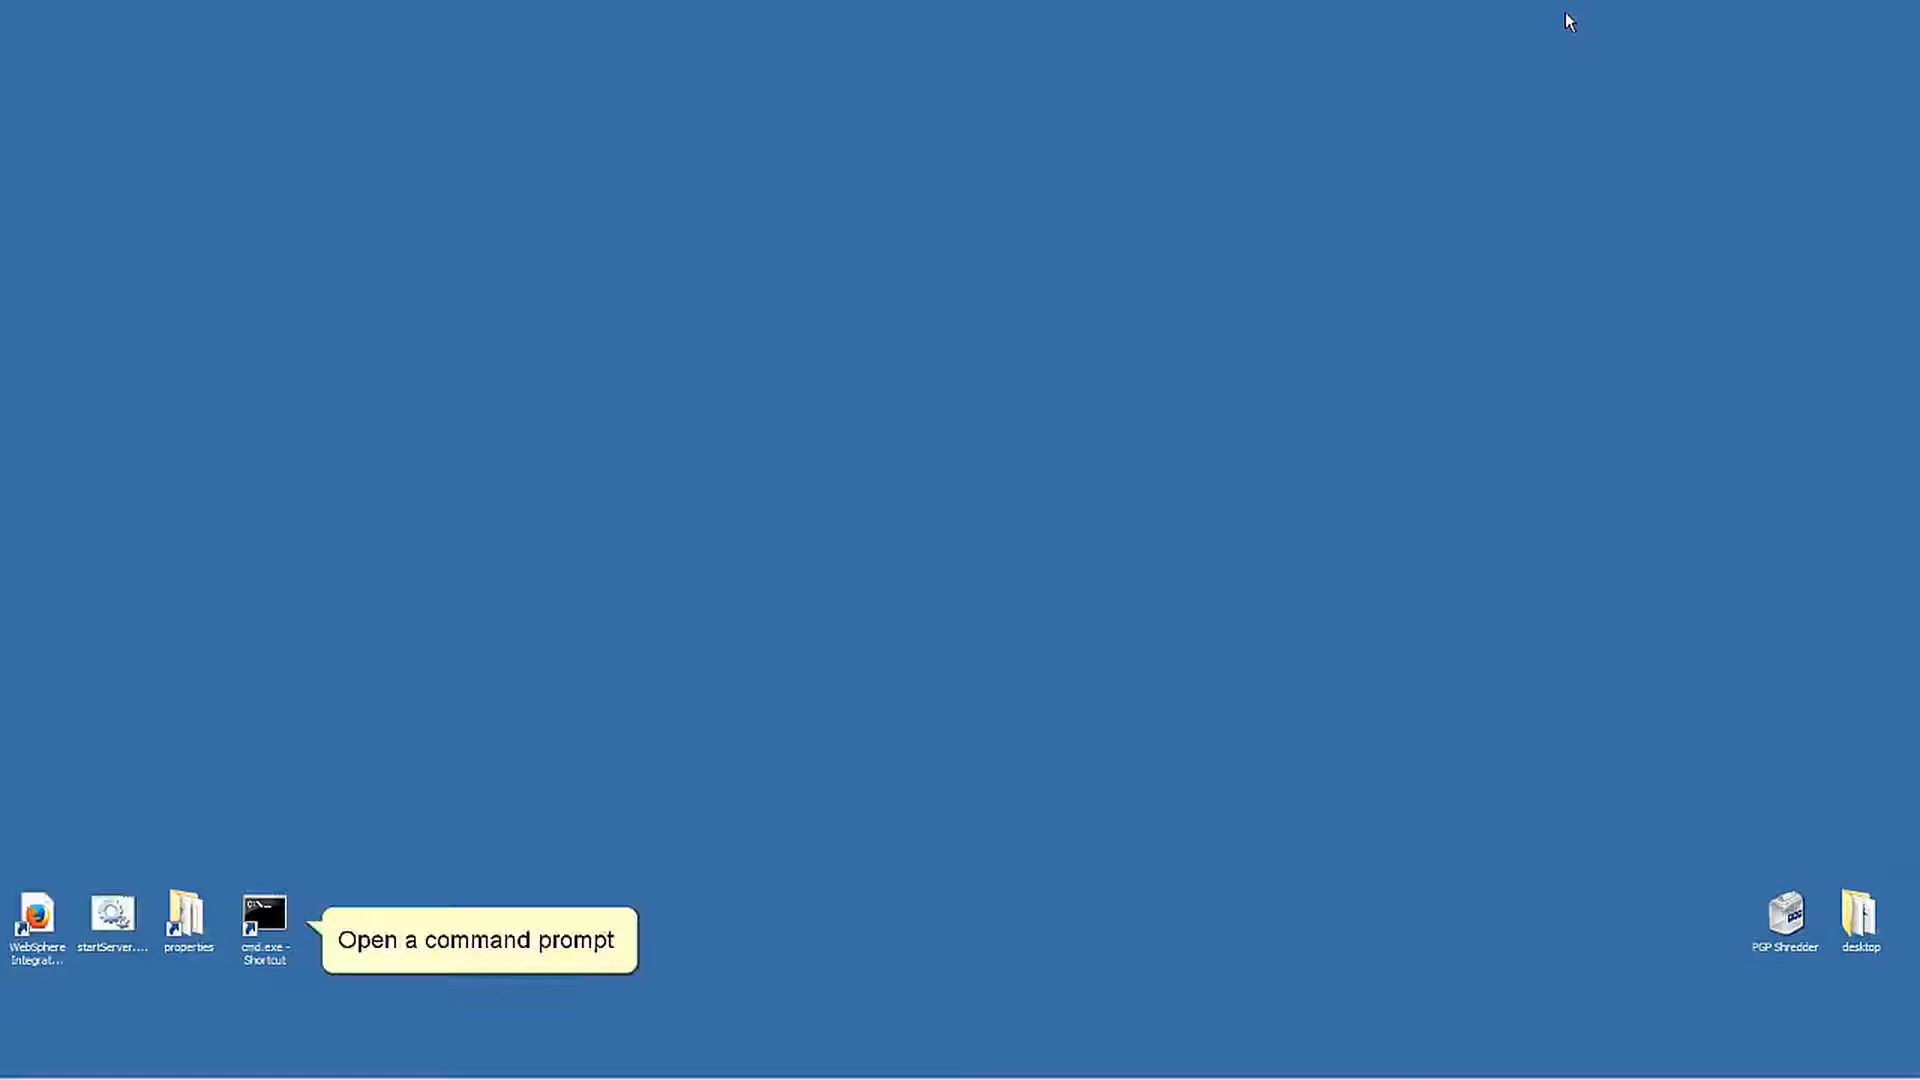 WebSphere
Integrat...
startServer....
properties
C:\._
cmd.exe -
Shortcut
Open a command prompt
PGP Shredder
desktop